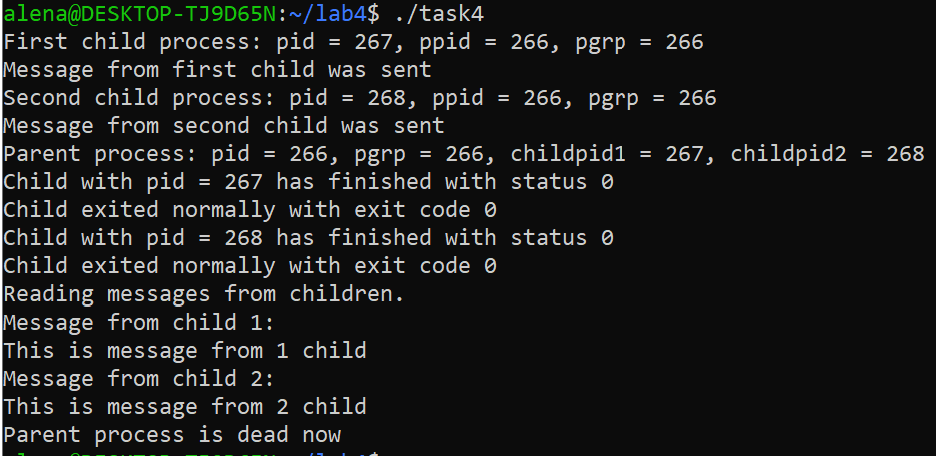 alena@DESKTOP-TJ9D65N:~/lab4$ ./task4
First child process: pid = 267, ppid = 266, pgrp = 266
Message from first child was sent
Second child process: pid = 268, ppid = 266, pgrp = 266
Message from second child was sent
Parent process: pid = 266, pgrp = 266, childpid1 = 267, childpid2 = 268
Child with pid = 267 has finished with status 0
Child exited normally with exit code 0
Child with pid = 268 has finished with status 0
Child exited normally with exit code 0
Reading messages from children.
Message from child 1:
This is message from 1 child
Message from child 2:
This is message from 2 child
Parent process is dead now